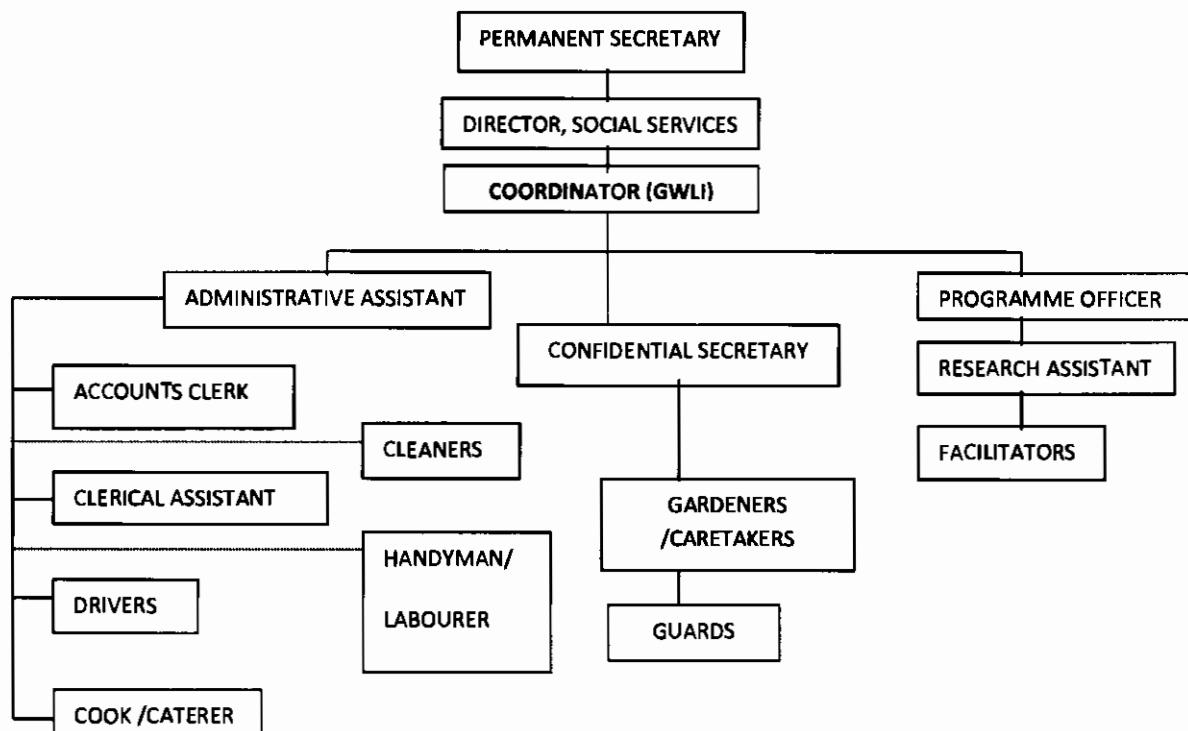 PERMANENT SECRETARY
DIRECTOR, SOCIAL SERVICES
COORDINATOR (GWLI)
ADMINISTRATIVE ASSISTANT
PROGRAMME OFFICER
CONFIDENTIAL SECRETARY
RESEARCH ASSISTANT
ACCOUNTS CLERK
CLEANERS
FACILITATORS
CLERICAL ASSISTANT
GARDENERS
/CARETAKERS
HANDYMAN/
LABOURER
DRIVERS
GUARDS
COOK /CATERER